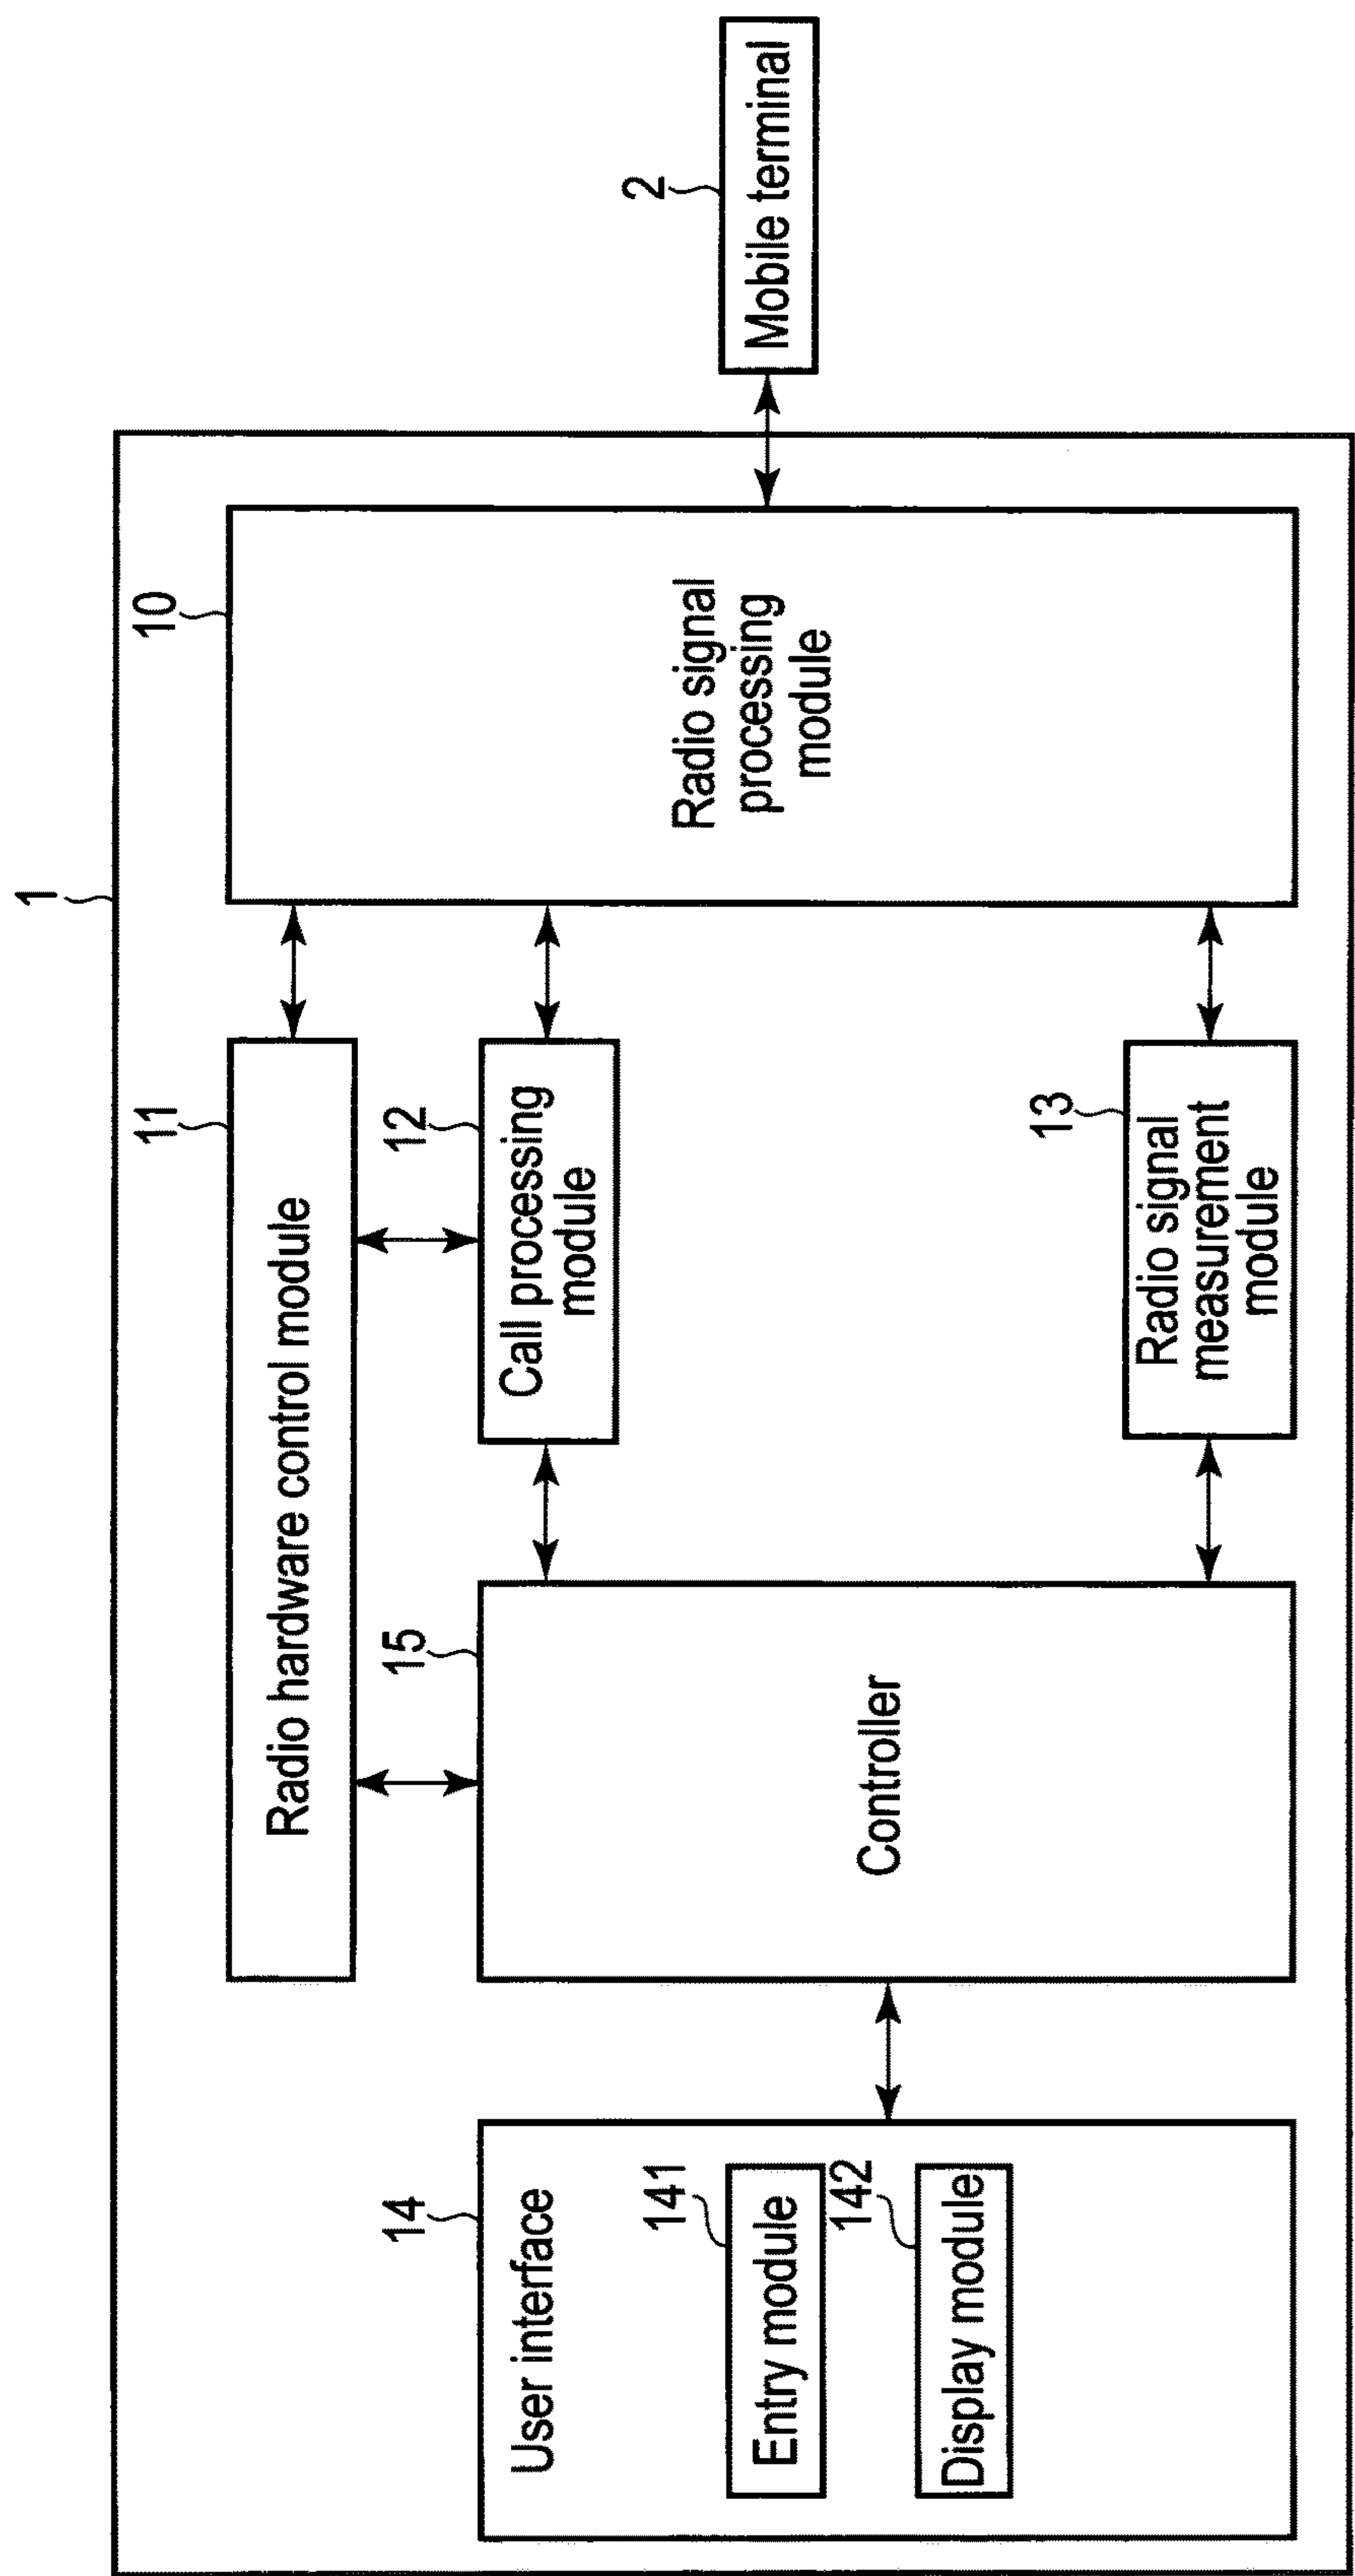 1
14
User interface
141
Entry module
142
Display module
15
Controller
11
Radio hardware control module
12
Call processing
module
13
Radio signal
measurement
module
10
Radio signal
processing
module
2
Mobile terminal